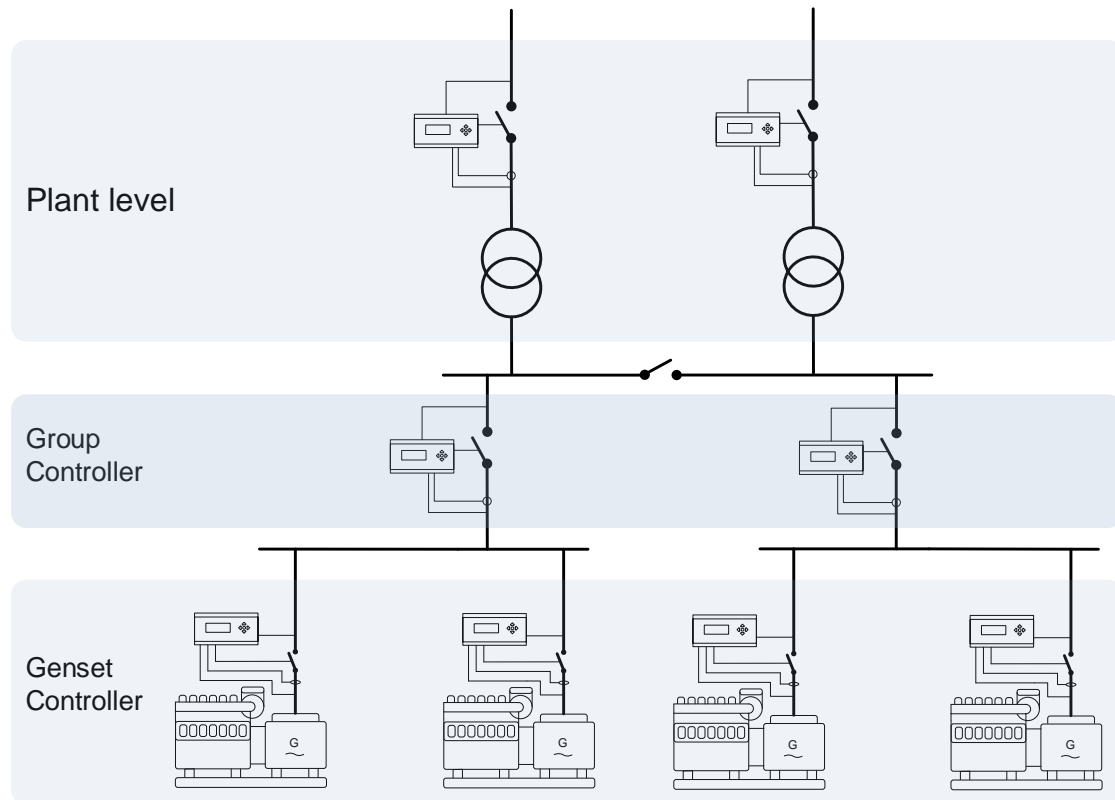 Plant level
Group
Controller
Genset
Controller
G
G
G
G